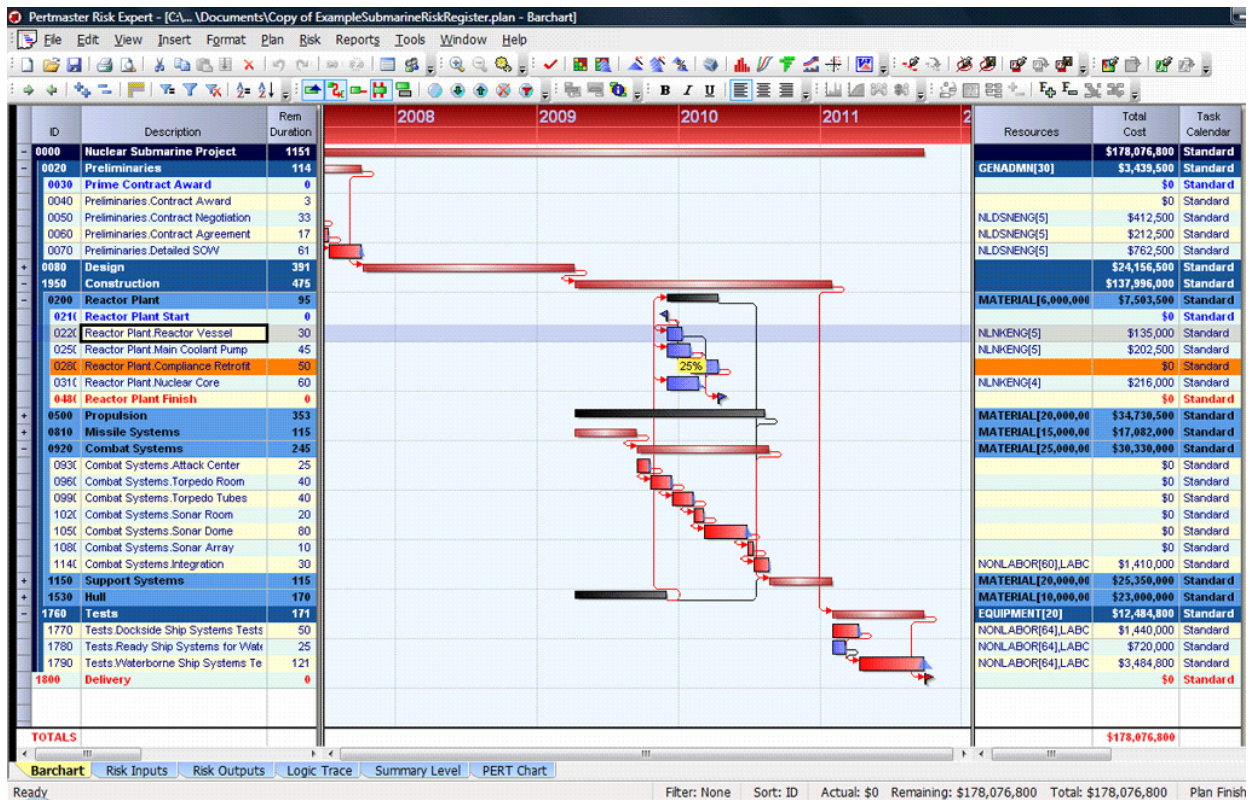 Pertmaster Risk Expert - [C:\... \Documents\Copy of ExampleSubmarineRiskRegister.plan - Barchart]
File Edit View Insert Format Plan Risk Reports Tools Window Help
B I U
ID Description Rem Duration 2008 2009 2010 2011 2 Resources Total Cost Task Calendar
0000 Nuclear Submarine Project 1151 $178,076,800 Standard
0020 Preliminaries 114 GENADMN[30] $3,439,500 Standard
0030 Prime Contract Award 0 $0 Standard
0040 Preliminaries.Contract Award 3 $0 Standard
0050 Preliminaries.Contract Negotiation 33 NLDSNENG[5] $412,500 Standard
0060 Preliminaries.Contract Agreement 17 NLDSNENG[5] $212,500 Standard
0070 Preliminaries.Detailed SOW 61 NLDSNENG[5] $762,500 Standard
0080 Design 391 $24,156,500 Standard
1950 Construction 475 $137,996,000 Standard
0200 Reactor Plant 95 MATERIAL[6,000,000 $7,503,500 Standard
021( Reactor Plant Start 0 $0 Standard
022( Reactor Plant.Reactor Vessel 30 NLNKENG[5] $135,000 Standard
025( Reactor Plant.Main Coolant Pump 45 NLNKENG[5] $202,500 Standard
028( Reactor Plant.Compliance Retrofit 50 25% $0 Standard
031( Reactor Plant.Nuclear Core 60 NLNKENG[4] $216,000 Standard
048( Reactor Plant Finish 0 $0 Standard
0500 Propulsion 353 MATERIAL[20,000,00 $34,730,500 Standard
0810 Missile Systems 115 MATERIAL[15,000,00 $17,082,000 Standard
0920 Combat Systems 245 MATERIAL[25,000,00 $30,330,000 Standard
093( Combat Systems.Attack Center 25 $0 Standard
096( Combat Systems.Torpedo Room 40 $0 Standard
099( Combat Systems.Torpedo Tubes 40 $0 Standard
102( Combat Systems.Sonar Room 20 $0 Standard
105( Combat Systems.Sonar Dome 80 $0 Standard
108( Combat Systems.Sonar Array 10 $0 Standard
114( Combat Systems.Integration 30 NONLABOR[60],LABC $1,410,000 Standard
1150 Support Systems 115 MATERIAL[20,000,00 $25,350,000 Standard
1530 Hull 170 MATERIAL[10,000,00 $23,000,000 Standard
1760 Tests 171 EQUIPMENT[20] $12,484,800 Standard
1770 Tests.Dockside Ship Systems Tests 50 NONLABOR[64],LABC $1,440,000 Standard
1780 Tests.Ready Ship Systems for Wate 25 NONLABOR[64],LABC $720,000 Standard
1790 Tests.Waterborne Ship Systems Te 121 NONLABOR[64],LABC $3,484,800 Standard
1800 Delivery 0 $0 Standard
TOTALS $178,076,800
Barchart Risk Inputs Risk Outputs Logic Trace Summary Level PERT Chart
Ready Filter: None Sort: ID Actual: $0 Remaining: $178,076,800 Total: $178,076,800 Plan Finish